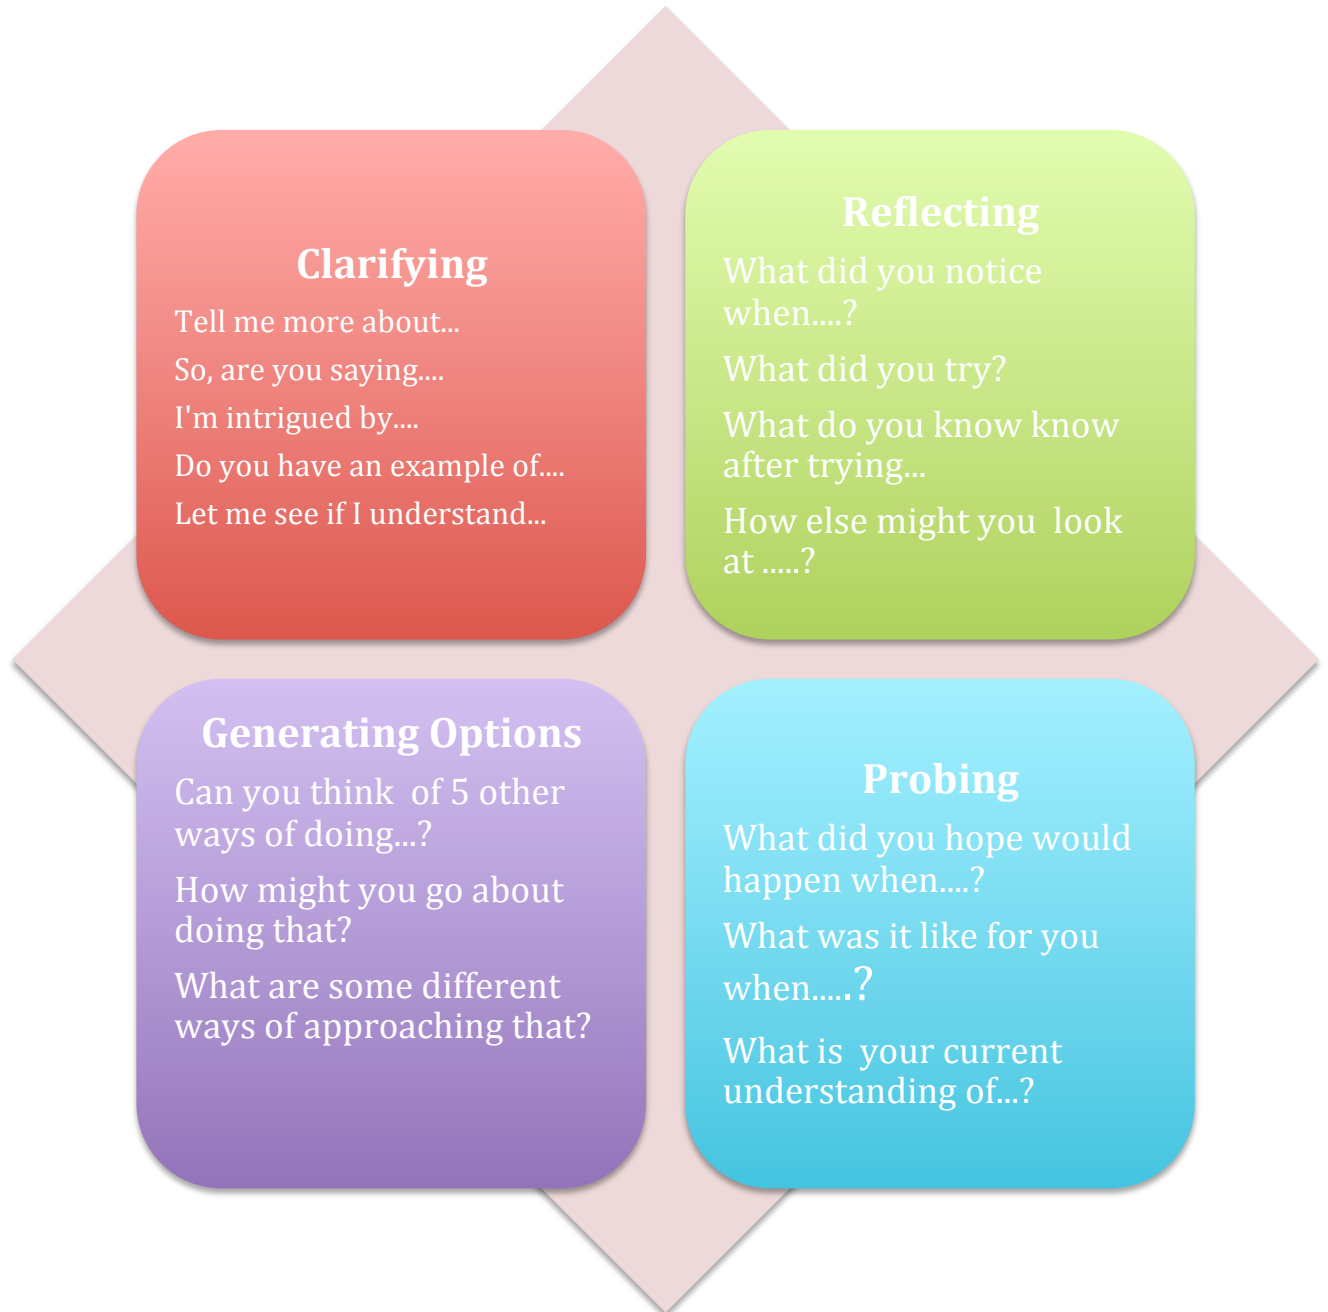 Clarifying
Tell me more about...
So, are you saying....
I'm intrigued by....
Do you have an example of....
Let me see if I understand...
Reflecting
What did you notice
when....?
What did you try?
What do you know know
after trying...
How else might you  look
at .....?
Generating Options
Can you think  of 5 other
ways of doing...?
How might you go about
doing that?
What are some different
ways of approaching that?
Probing
What did you hope would
happen when....?
What was it like for you
when.....?
What is  your current
understanding of...?